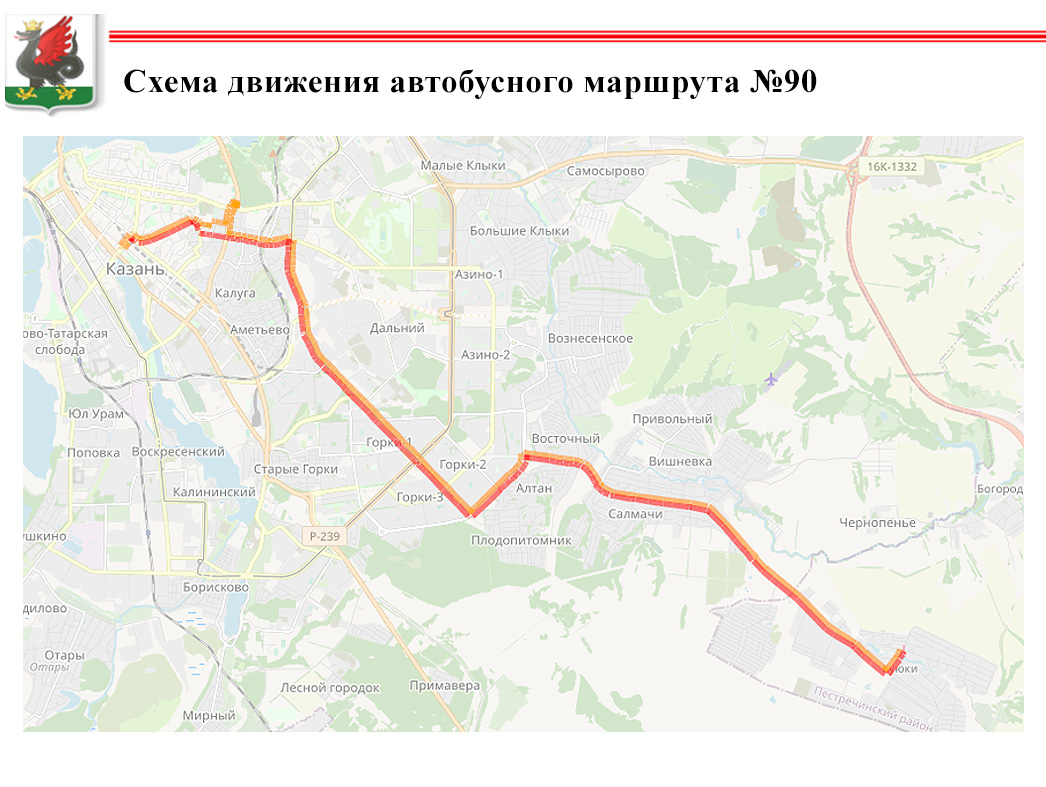 Схема движения автобусного маршрута №90
Малые Клыки
Самосырово
16К-1332
Большие Клыки
Казань
Азино-1
Калуга
ово-Татарская
слобода
Аметьево
Дальний
Вознесенское
Азино-2
Юл Урам
Привольный
Поповка
Воскресенский
Горки-1
Восточный
Старые Горки
Горки-2
Вишневка
Калининский
Горки-3
Алтан
Богород
Салмачи
Чернопенье
ушкино
Р-239
Плодопитомник
Борисково
дилово
Отары
Отары
уюки
Лесной городок
Примавера
Мирный
Пестречинский район